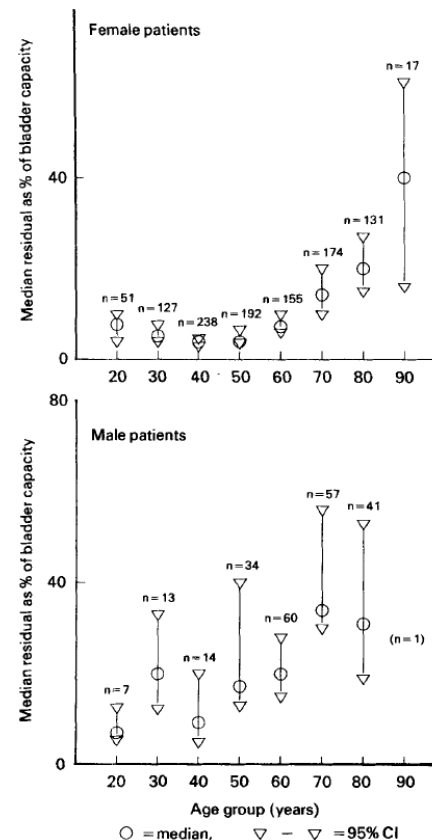 Female patients
Median residual as % of bladder capacity
40
0
n=51
n=127
n=238
n=192
n=155
n=174
n=131
n=17
20 30 40 50 60 70 80 90
Male patients
Median residual as % of bladder capacity
80
40
0
n=7
n=13
n=14
n=34
n=60
n=57
n=41
(n=1)
20 30 40 50 60 70 80 90
Age group (years)
○ =median, ▽ – ▽ =95% CI